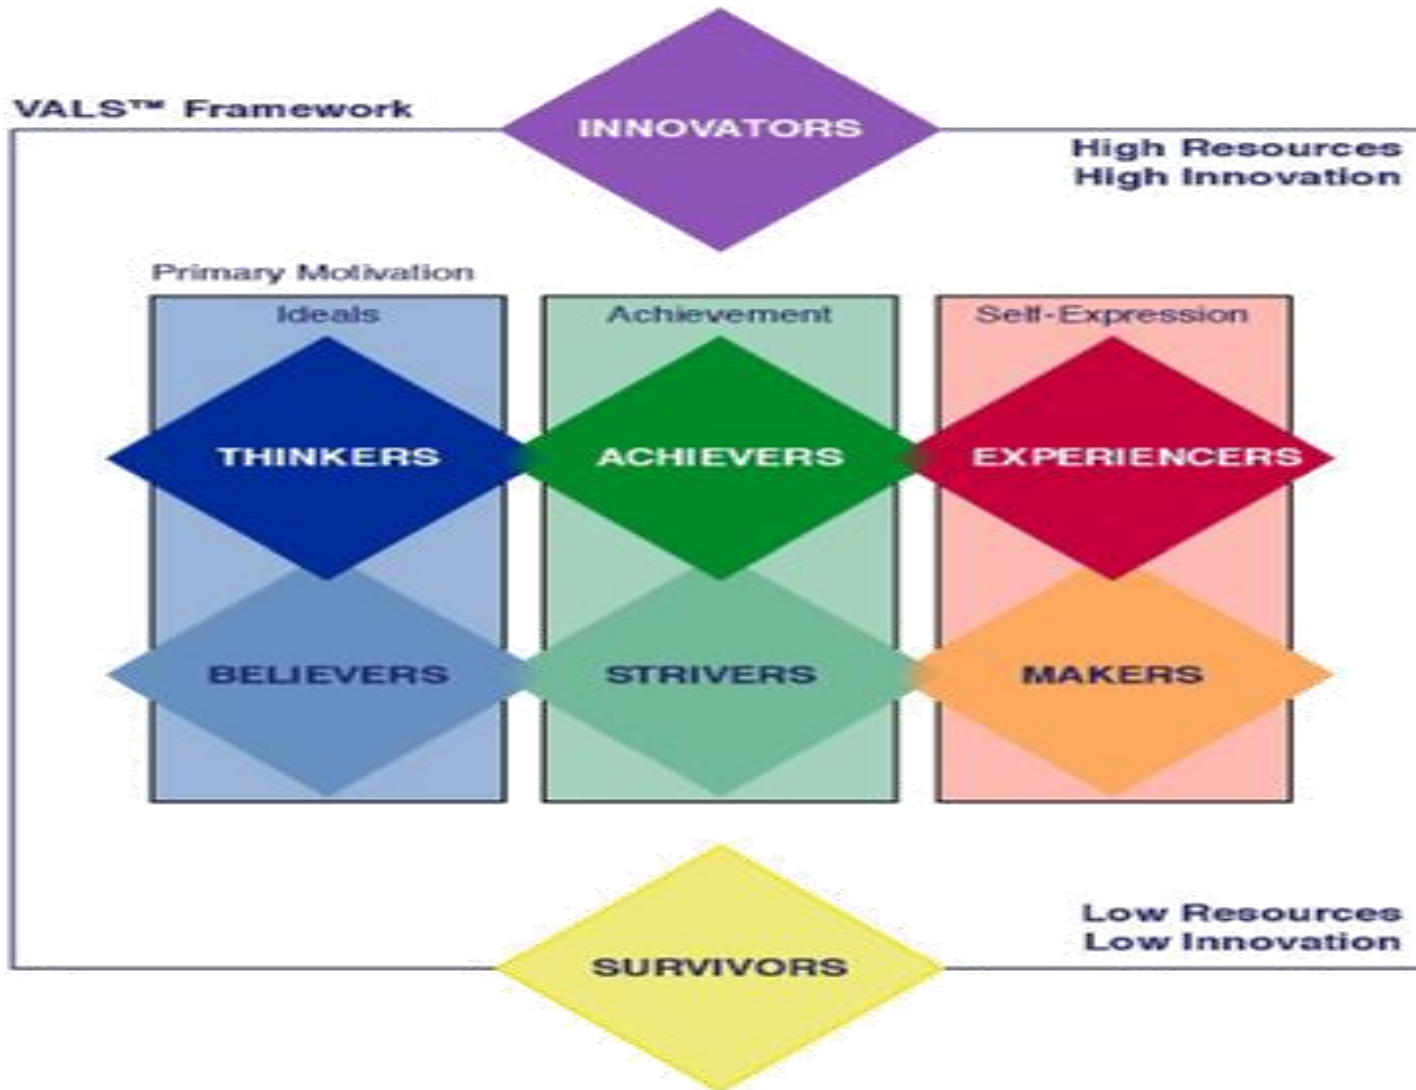 INNOVATORS
VALS™ Framework
High Resources
High Innovation
Primary Motivation
Ideals
Achievement
Self-Expression
THINKERS
ACHIEVERS
EXPERIENCERS
BELIEVERS
STRIVERS
MAKERS
Low Resources
Low Innovation
SURVIVORS